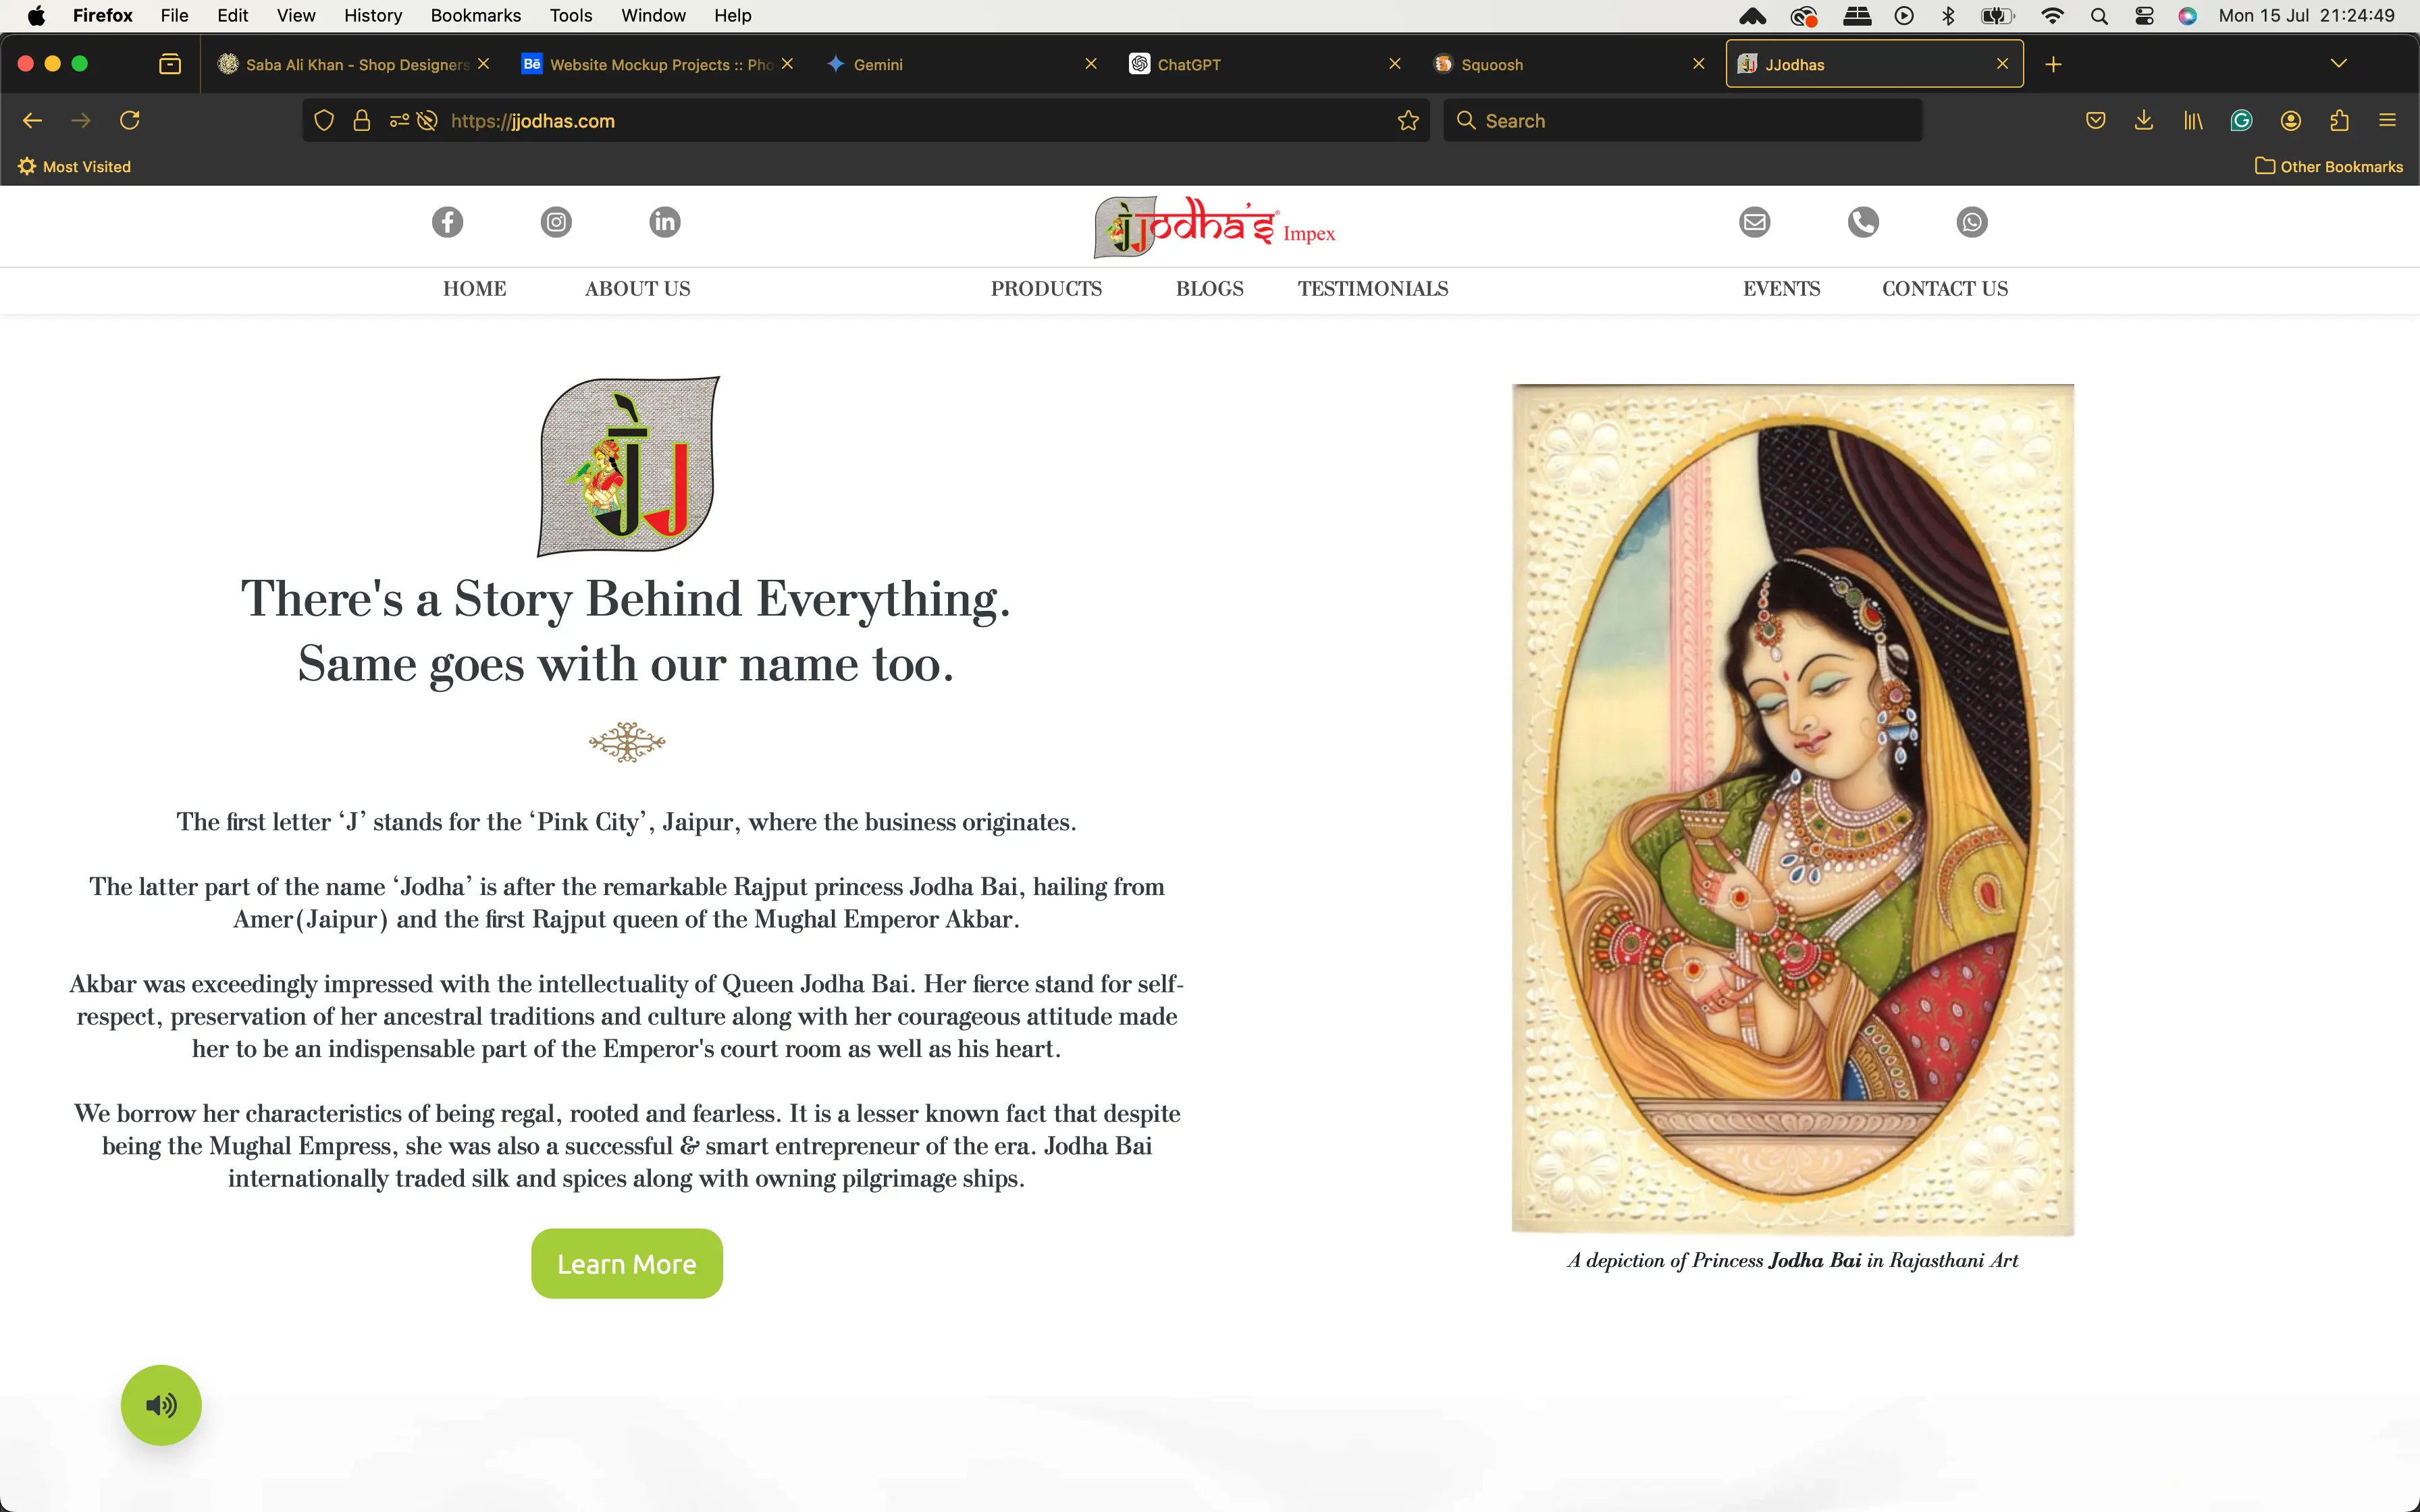 Firefox File Edit View History Bookmarks Tools Window Help Mon 15 Jul 21:24:49
Saba Ali Khan - Shop Designers Bē Website Mockup Projects :: Pho Gemini ChatGPT Squoosh JJodhas
https://jjodhas.com Search
Most Visited Other Bookmarks
Jjodha's® Impex
HOME ABOUT US PRODUCTS BLOGS TESTIMONIALS EVENTS CONTACT US
There's a Story Behind Everything.
Same goes with our name too.
The first letter ‘J’ stands for the ‘Pink City’, Jaipur, where the business originates.
The latter part of the name ‘Jodha’ is after the remarkable Rajput princess Jodha Bai, hailing from
Amer(Jaipur) and the first Rajput queen of the Mughal Emperor Akbar.
Akbar was exceedingly impressed with the intellectuality of Queen Jodha Bai. Her fierce stand for self-
respect, preservation of her ancestral traditions and culture along with her courageous attitude made
her to be an indispensable part of the Emperor's court room as well as his heart.
We borrow her characteristics of being regal, rooted and fearless. It is a lesser known fact that despite
being the Mughal Empress, she was also a successful & smart entrepreneur of the era. Jodha Bai
internationally traded silk and spices along with owning pilgrimage ships.
Learn More
A depiction of Princess Jodha Bai in Rajasthani Art